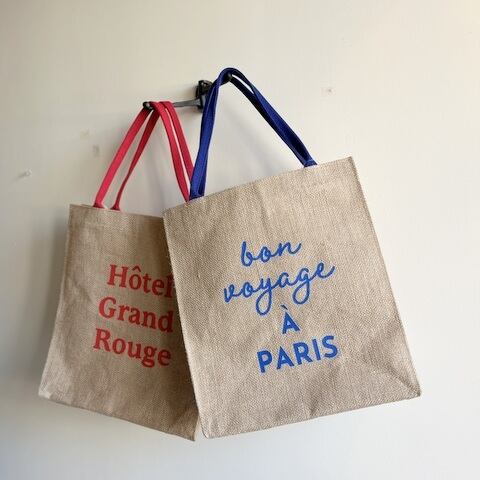 Hôtel
Grand
Rouge
bon
voyage
À
PARIS